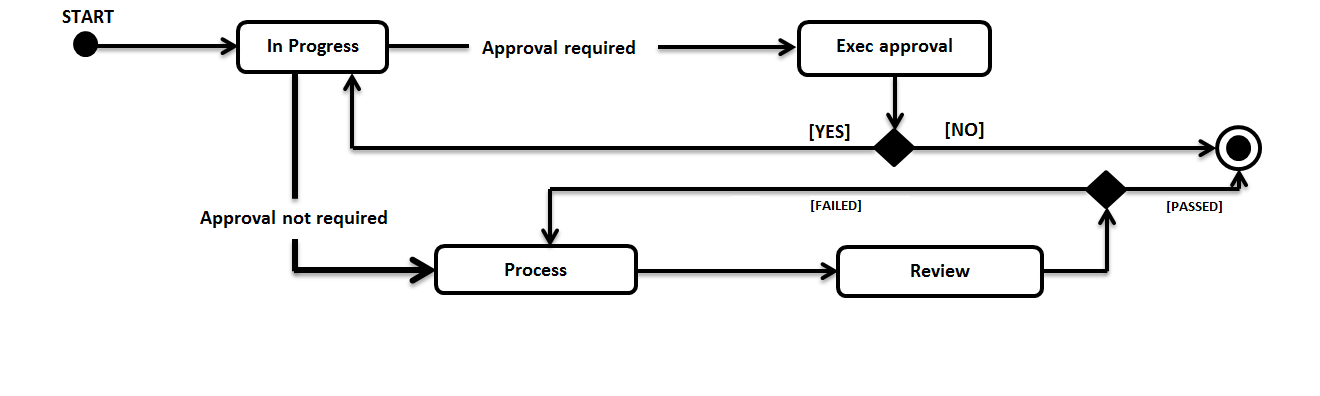 START
In Progress
Approval required
Exec approval
[YES]
[NO]
[FAILED]
[PASSED]
Approval not required
Process
Review